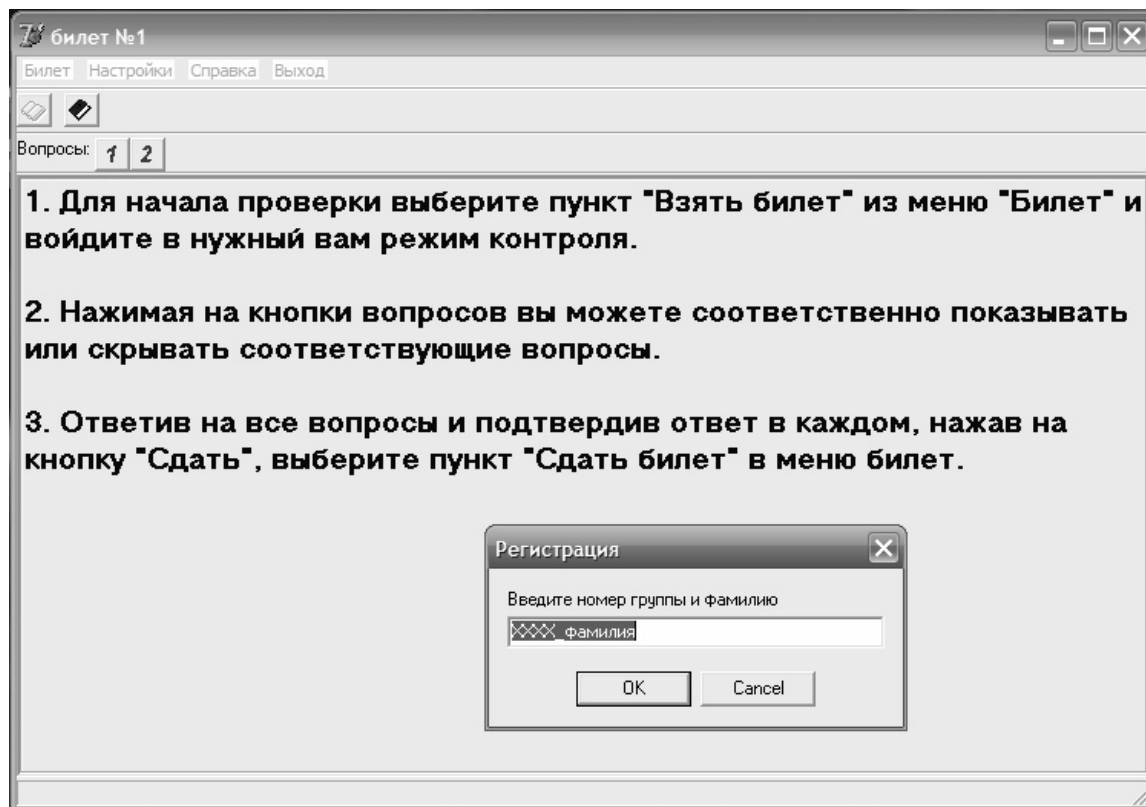 билет №1
Билет Настройки Справка Выход
Вопросы: 1 2
1. Для начала проверки выберите пункт "Взять билет" из меню "Билет" и
войдите в нужный вам режим контроля.
2. Нажимая на кнопки вопросов вы можете соответственно показывать
или скрывать соответствующие вопросы.
3. Ответив на все вопросы и подтвердив ответ в каждом, нажав на
кнопку "Сдать", выберите пункт "Сдать билет" в меню билет.
Регистрация
Введите номер группы и фамилию
XXXX_фамилия
OK Cancel